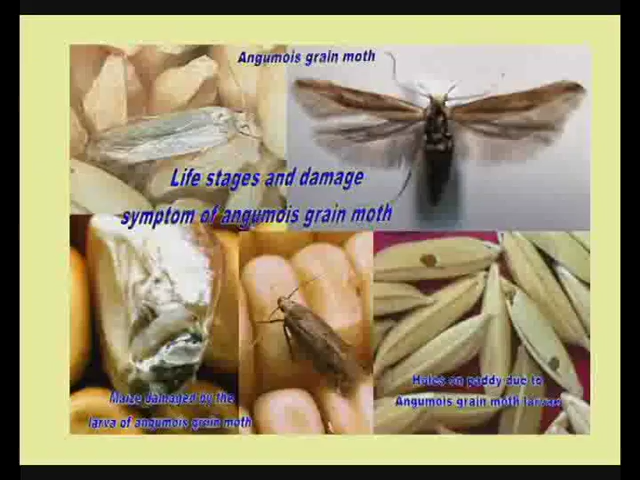 Angumois grain moth
Life stages and damage
symptom of angumois grain moth
Maize damaged by the
larva of angumois grain moth
Holes on paddy due to
Angumois grain moth larvae